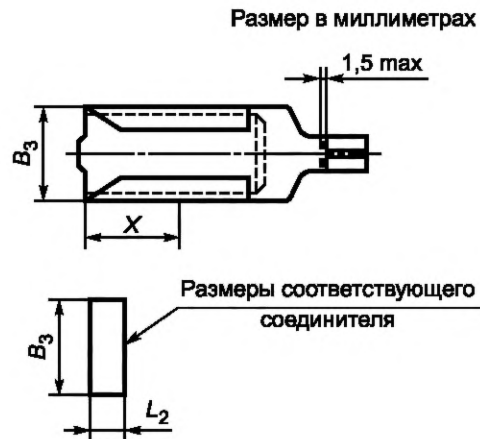 Размер в миллиметрах
1,5 max
B3
X
Размеры соответствующего
соединителя
B3
L2